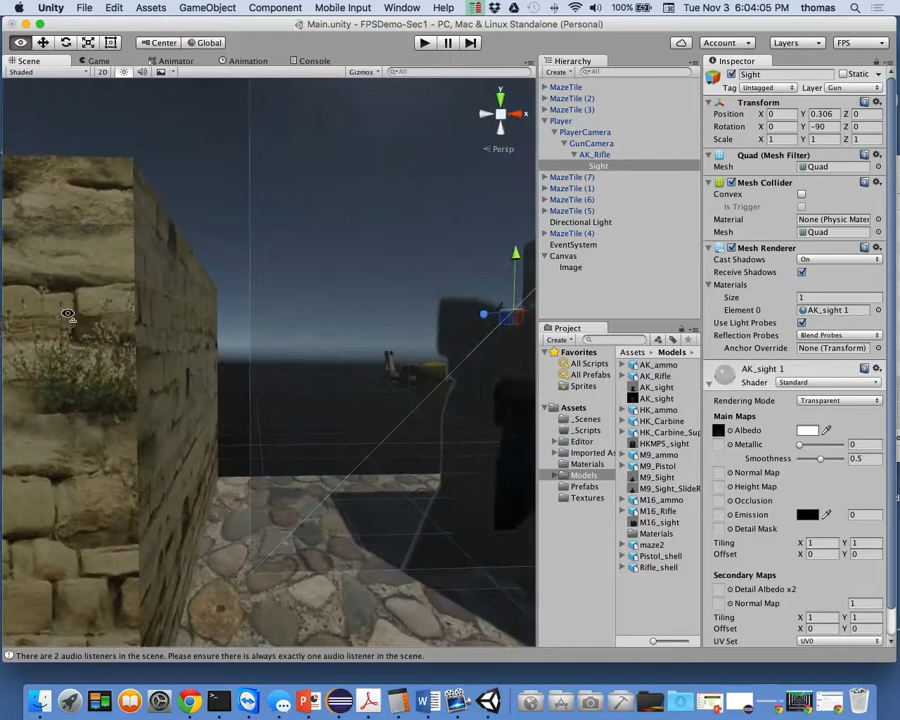 Unity File Edit Assets GameObject Component Mobile Input Window Help 100% Tue Nov 3 6:04:05 PM thomas
Main.unity - FPSDemo-Sec1 - PC, Mac & Linux Standalone (Personal)
Center Global Account Layers FPS
Scene Game Animator Animation Console
Shaded 2D Gizmos All
y
x
Persp
Hierarchy
Create All
MazeTile
MazeTile (2)
MazeTile (3)
Player
PlayerCamera
GunCamera
AK_Rifle
Sight
MazeTile (7)
MazeTile (1)
MazeTile (6)
MazeTile (5)
Directional Light
MazeTile (4)
EventSystem
Canvas
Image
Project
Create
Favorites
All Scripts
All Prefabs
Sprites
Assets
_Scenes
_Scripts
Editor
Imported As
Materials
Models
Prefabs
Textures
Assets Models
AK_ammo
AK_Rifle
AK_sight
AK_sight
HK_ammo
HK_Carbine
HK_Carbine_Sup
HKMP5_sight
M9_ammo
M9_Pistol
M9_Sight
M9_Sight_SlideR
M16_ammo
M16_Rifle
M16_sight
Materials
maze2
Pistol_shell
Rifle_shell
Inspector
Sight Static
Tag Untagged Layer Gun
Transform
Position X 0 Y 0.306 Z 0
Rotation X 0 Y -90 Z 0
Scale X 1 Y 1 Z 1
Quad (Mesh Filter)
Mesh Quad
Mesh Collider
Convex
Is Trigger
Material None (Physic Mater
Mesh Quad
Mesh Renderer
Cast Shadows On
Receive Shadows
Materials
Size 1
Element 0 AK_sight 1
Use Light Probes
Reflection Probes Blend Probes
Anchor Override None (Transform)
AK_sight 1
Shader Standard
Rendering Mode Transparent
Main Maps
Albedo
Metallic 0
Smoothness 0.5
Normal Map
Height Map
Occlusion
Emission 0
Detail Mask
Tiling X 1 Y 1
Offset X 0 Y 0
Secondary Maps
Detail Albedo x2
Normal Map 1
Tiling X 1 Y 1
Offset X 0 Y 0
UV Set UV0
There are 2 audio listeners in the scene. Please ensure there is always exactly one audio listener in the scene.